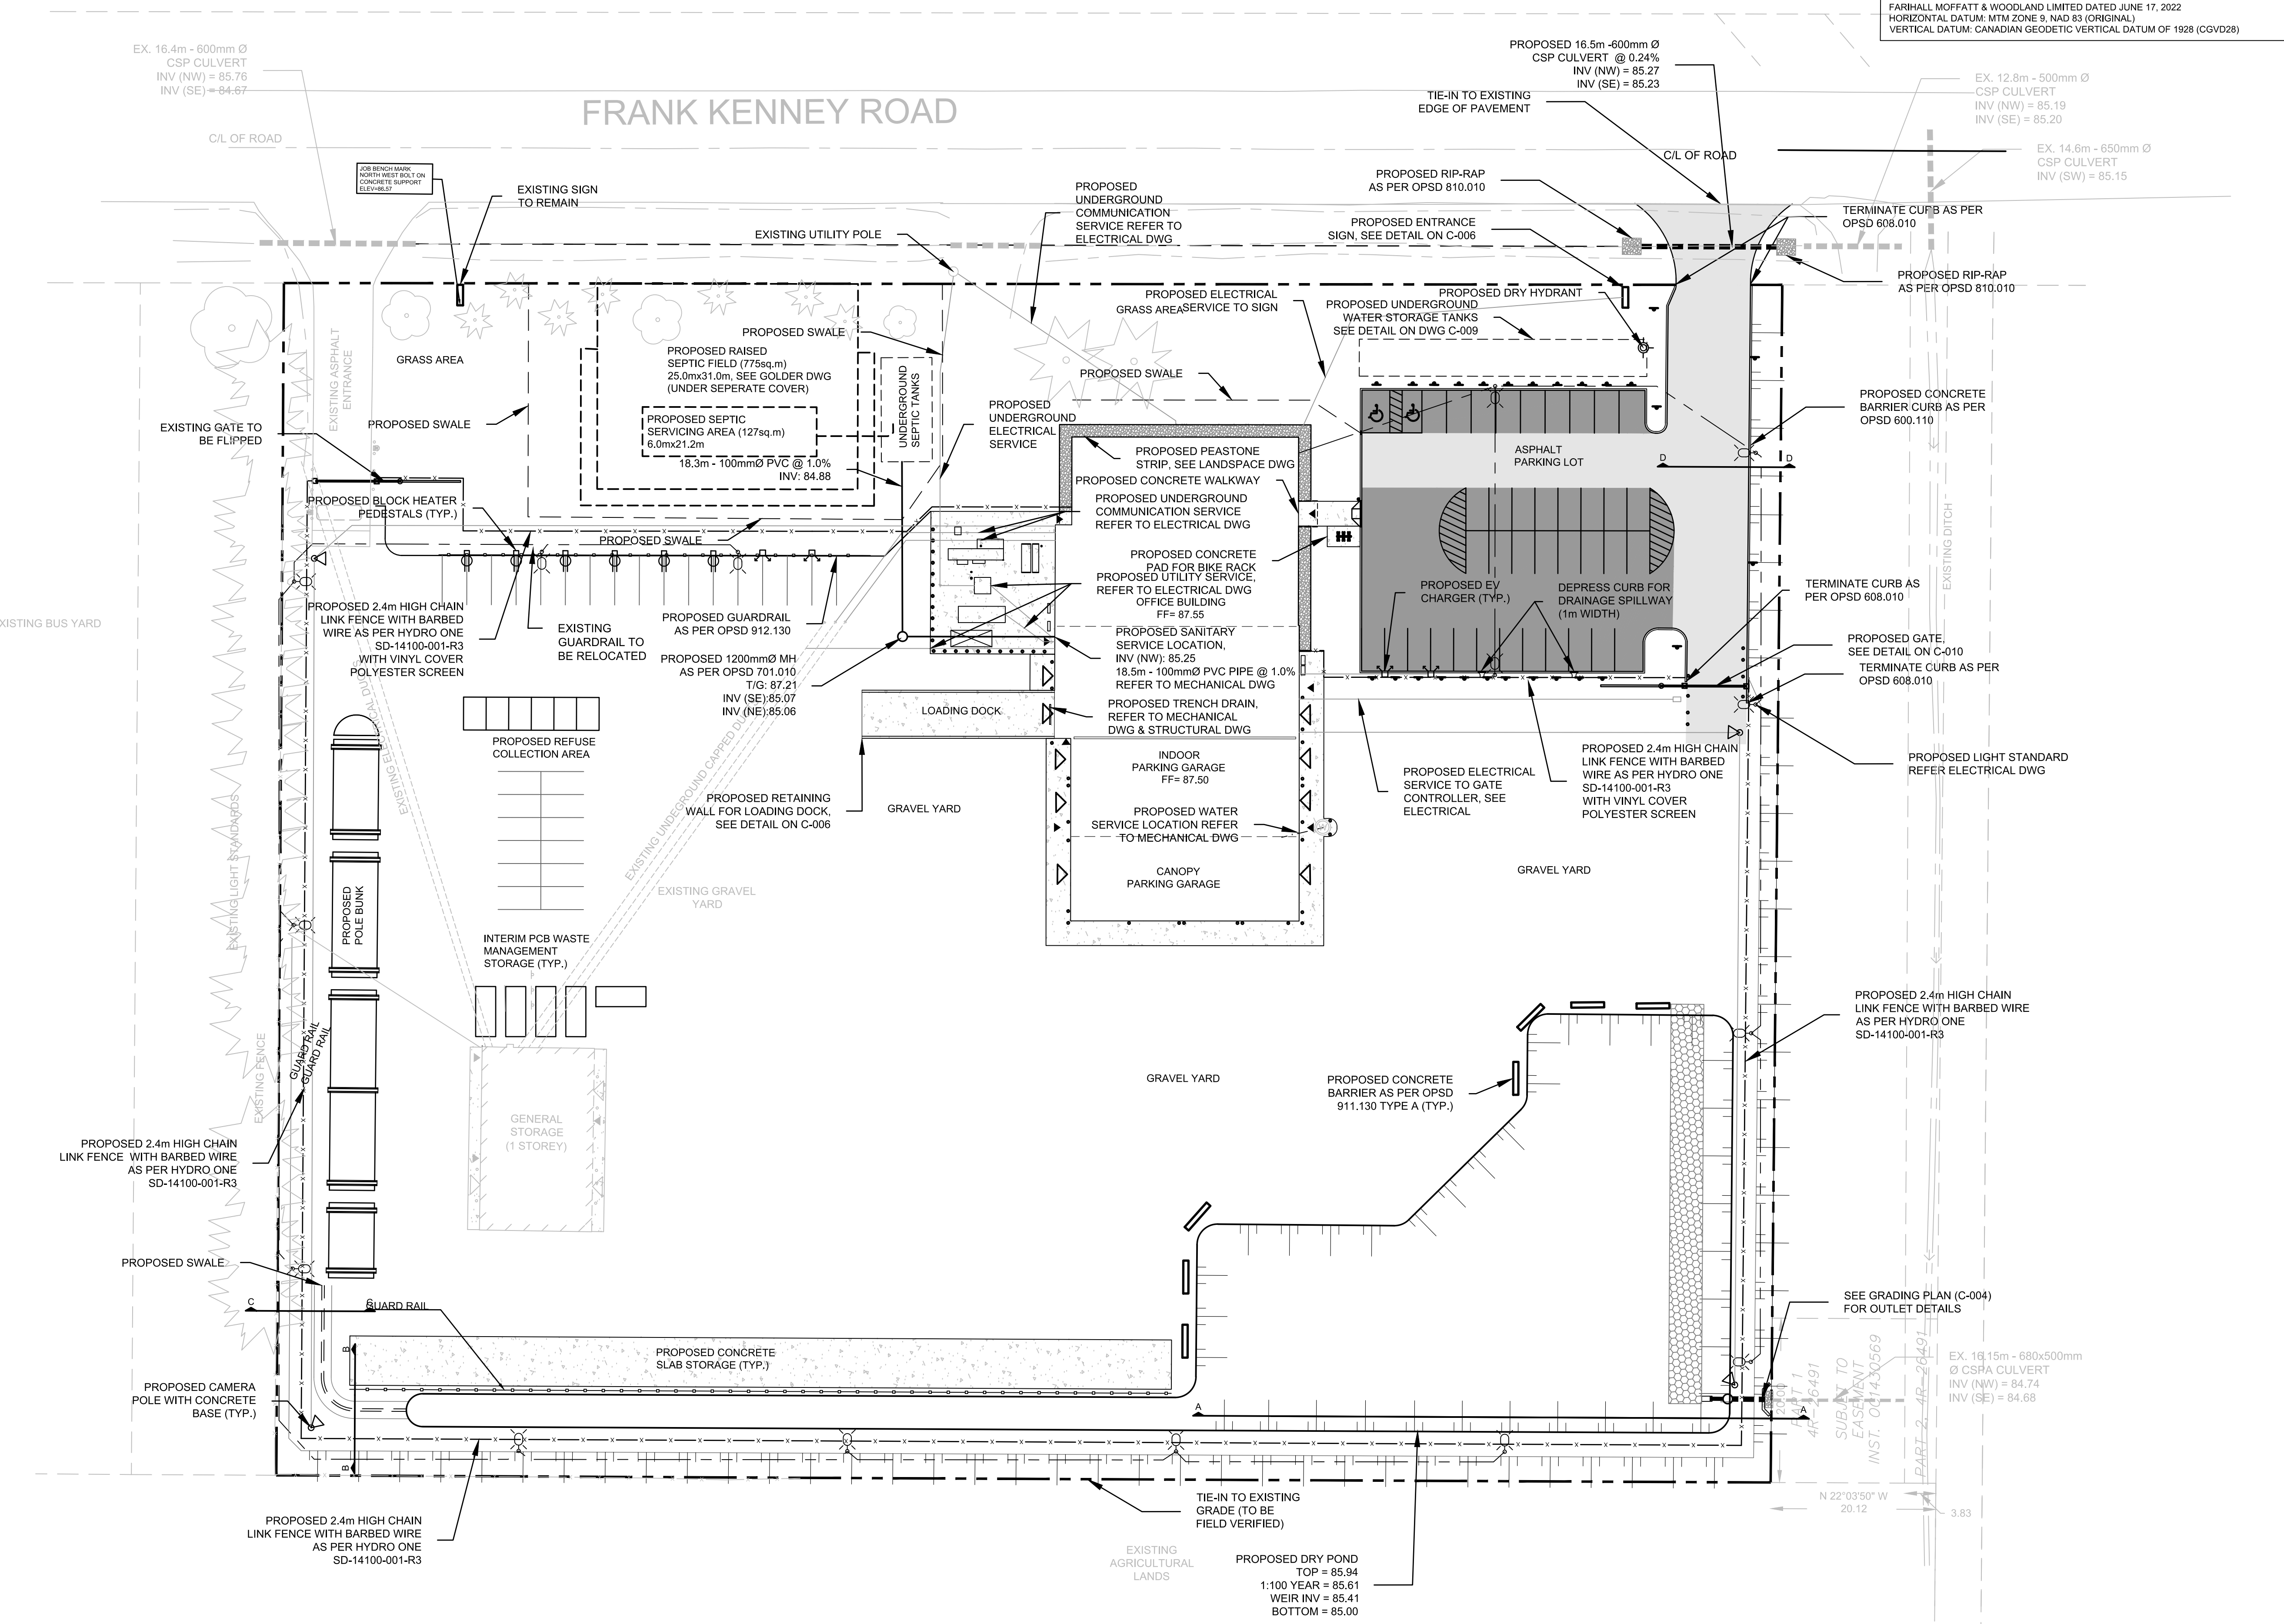 FARIHALL MOFFATT & WOODLAND LIMITED DATED JUNE 17, 2022
HORIZONTAL DATUM: MTM ZONE 9, NAD 83 (ORIGINAL)
VERTICAL DATUM: CANADIAN GEODETIC VERTICAL DATUM OF 1928 (CGVD28)
EX. 16.4m - 600mm Ø
CSP CULVERT
INV (NW) = 85.76
INV (SE) = 84.67
FRANK KENNEY ROAD
PROPOSED 16.5m -600mm Ø
CSP CULVERT @ 0.24%
INV (NW) = 85.27
INV (SE) = 85.23
EX. 12.8m - 500mm Ø
CSP CULVERT
INV (NW) = 85.19
INV (SE) = 85.20
TIE-IN TO EXISTING
EDGE OF PAVEMENT
C/L OF ROAD
C/L OF ROAD
EX. 14.6m - 650mm Ø
CSP CULVERT
INV (SW) = 85.15
JOB BENCH MARK
NORTH WEST BOLT ON
CONCRETE SUPPORT
ELEV=86.57
EXISTING SIGN
TO REMAIN
PROPOSED
UNDERGROUND
COMMUNICATION
SERVICE REFER TO
ELECTRICAL DWG
PROPOSED RIP-RAP
AS PER OPSD 810.010
EXISTING UTILITY POLE
PROPOSED ENTRANCE
SIGN, SEE DETAIL ON C-006
TERMINATE CURB AS PER
OPSD 608.010
PROPOSED RIP-RAP
AS PER OPSD 810.010
PROPOSED ELECTRICAL
SERVICE TO SIGN
GRASS AREA
PROPOSED DRY HYDRANT
PROPOSED UNDERGROUND
WATER STORAGE TANKS
SEE DETAIL ON DWG C-009
PROPOSED SWALE
GRASS AREA
EXISTING ASPHALT
ENTRANCE
PROPOSED RAISED
SEPTIC FIELD (775sq.m)
25.0mx31.0m, SEE GOLDER DWG
(UNDER SEPERATE COVER)
UNDERGROUND
SEPTIC TANKS
PROPOSED SWALE
PROPOSED CONCRETE
BARRIER CURB AS PER
OPSD 600.110
EXISTING GATE TO
BE FLIPPED
PROPOSED SWALE
PROPOSED SEPTIC
SERVICING AREA (127sq.m)
6.0mx21.2m
PROPOSED
UNDERGROUND
ELECTRICAL
SERVICE
18.3m - 100mmØ PVC @ 1.0%
INV: 84.88
PROPOSED PEASTONE
STRIP, SEE LANDSPACE DWG
ASPHALT
PARKING LOT
D
D
PROPOSED CONCRETE WALKWAY
PROPOSED BLOCK HEATER
PEDESTALS (TYP.)
PROPOSED UNDERGROUND
COMMUNICATION SERVICE
REFER TO ELECTRICAL DWG
PROPOSED SWALE
EXISTING DITCH
PROPOSED CONCRETE
PAD FOR BIKE RACK
PROPOSED UTILITY SERVICE,
REFER TO ELECTRICAL DWG
OFFICE BUILDING
FF= 87.55
PROPOSED EV
CHARGER (TYP.)
DEPRESS CURB FOR
DRAINAGE SPILLWAY
(1m WIDTH)
TERMINATE CURB AS
PER OPSD 608.010
XISTING BUS YARD
PROPOSED 2.4m HIGH CHAIN
LINK FENCE WITH BARBED
WIRE AS PER HYDRO ONE
SD-14100-001-R3
WITH VINYL COVER
POLYESTER SCREEN
EXISTING
GUARDRAIL TO
BE RELOCATED
PROPOSED GUARDRAIL
AS PER OPSD 912.130
PROPOSED 1200mmØ MH
AS PER OPSD 701.010
T/G: 87.21
INV (SE):85.07
INV (NE):85.06
PROPOSED SANITARY
SERVICE LOCATION,
INV (NW): 85.25
18.5m - 100mmØ PVC PIPE @ 1.0%
REFER TO MECHANICAL DWG
PROPOSED GATE,
SEE DETAIL ON C-010
TERMINATE CURB AS PER
OPSD 608.010
LOADING DOCK
PROPOSED TRENCH DRAIN,
REFER TO MECHANICAL
DWG & STRUCTURAL DWG
PROPOSED REFUSE
COLLECTION AREA
INDOOR
PARKING GARAGE
FF= 87.50
PROPOSED 2.4m HIGH CHAIN
LINK FENCE WITH BARBED
WIRE AS PER HYDRO ONE
SD-14100-001-R3
WITH VINYL COVER
POLYESTER SCREEN
PROPOSED LIGHT STANDARD
REFER ELECTRICAL DWG
PROPOSED ELECTRICAL
SERVICE TO GATE
CONTROLLER, SEE
ELECTRICAL
PROPOSED RETAINING
WALL FOR LOADING DOCK,
SEE DETAIL ON C-006
GRAVEL YARD
PROPOSED WATER
SERVICE LOCATION REFER
TO MECHANICAL DWG
EXISTING LIGHT STANDARDS
PROPOSED
POLE BUNK
EXISTING UNDEGROUND CAPPED
EXISTING GRAVEL
YARD
CANOPY
PARKING GARAGE
GRAVEL YARD
INTERIM PCB WASTE
MANAGEMENT
STORAGE (TYP.)
EXISTING FENCE
GUARD RAIL
GUARD RAIL
PROPOSED 2.4m HIGH CHAIN
LINK FENCE WITH BARBED WIRE
AS PER HYDRO ONE
SD-14100-001-R3
GRAVEL YARD
PROPOSED CONCRETE
BARRIER AS PER OPSD
911.130 TYPE A (TYP.)
GENERAL
STORAGE
(1 STOREY)
PROPOSED 2.4m HIGH CHAIN
LINK FENCE WITH BARBED WIRE
AS PER HYDRO ONE
SD-14100-001-R3
PROPOSED SWALE
C
C
GUARD RAIL
SEE GRADING PLAN (C-004)
FOR OUTLET DETAILS
B
PROPOSED CONCRETE
SLAB STORAGE (TYP.)
PART 1
4R-26491
SUBJECT TO
EASEMENT
INST. OC1430569
PART 2, 4R-26491
EX. 16.15m - 680x500mm
Ø CSPA CULVERT
INV (NW) = 84.74
INV (SE) = 84.68
PROPOSED CAMERA
POLE WITH CONCRETE
BASE (TYP.)
A
A
B
TIE-IN TO EXISTING
GRADE (TO BE
FIELD VERIFIED)
N 22°03'50" W
20.12
3.83
PROPOSED 2.4m HIGH CHAIN
LINK FENCE WITH BARBED WIRE
AS PER HYDRO ONE
SD-14100-001-R3
EXISTING
AGRICULTURAL
LANDS
PROPOSED DRY POND
TOP = 85.94
1:100 YEAR = 85.61
WEIR INV = 85.41
BOTTOM = 85.00